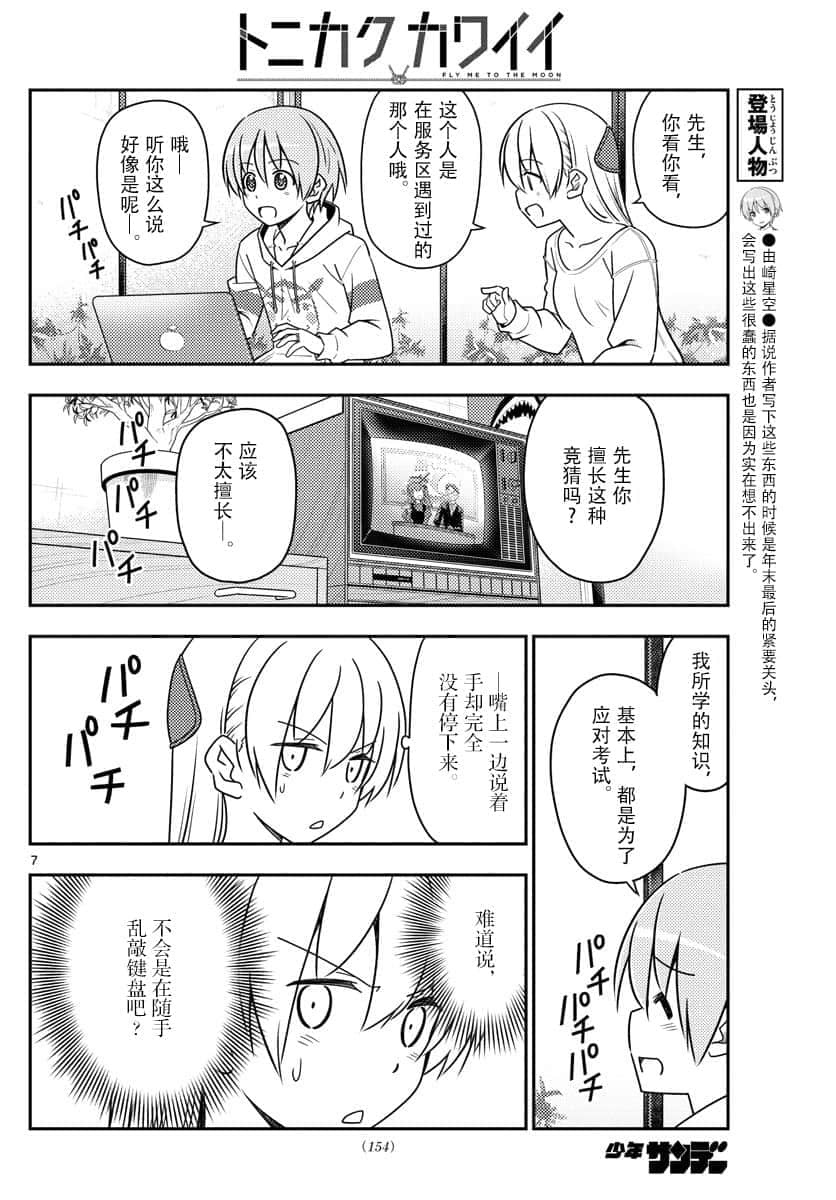 トニカクカワイイ
FLY ME TO THE MOON
登場人物
とうじょうじんぶつ
●由崎星空●据说作者写下这些东西的时候是年末最后的紧要关头，
会写出这些很蠢的东西也是因为实在想不出来了。
先生，
你看你看，
这个人是
在服务区遇到过的
那个人哦。
哦—
听你这么说
好像是呢—。
パチ
パチ
先生你
擅长这种
竞猜吗？
应该
不太擅长
—。
パチ
パチ
パチ
我所学的知识，
基本上，都是为了
应对考试。
パチ
パチ
パチ
—嘴上一边说着
手却完全
没有停下来。
パチ
パチ
难道说，
不会是在随手
乱敲键盘吧？
7
(154)
少年サンデー